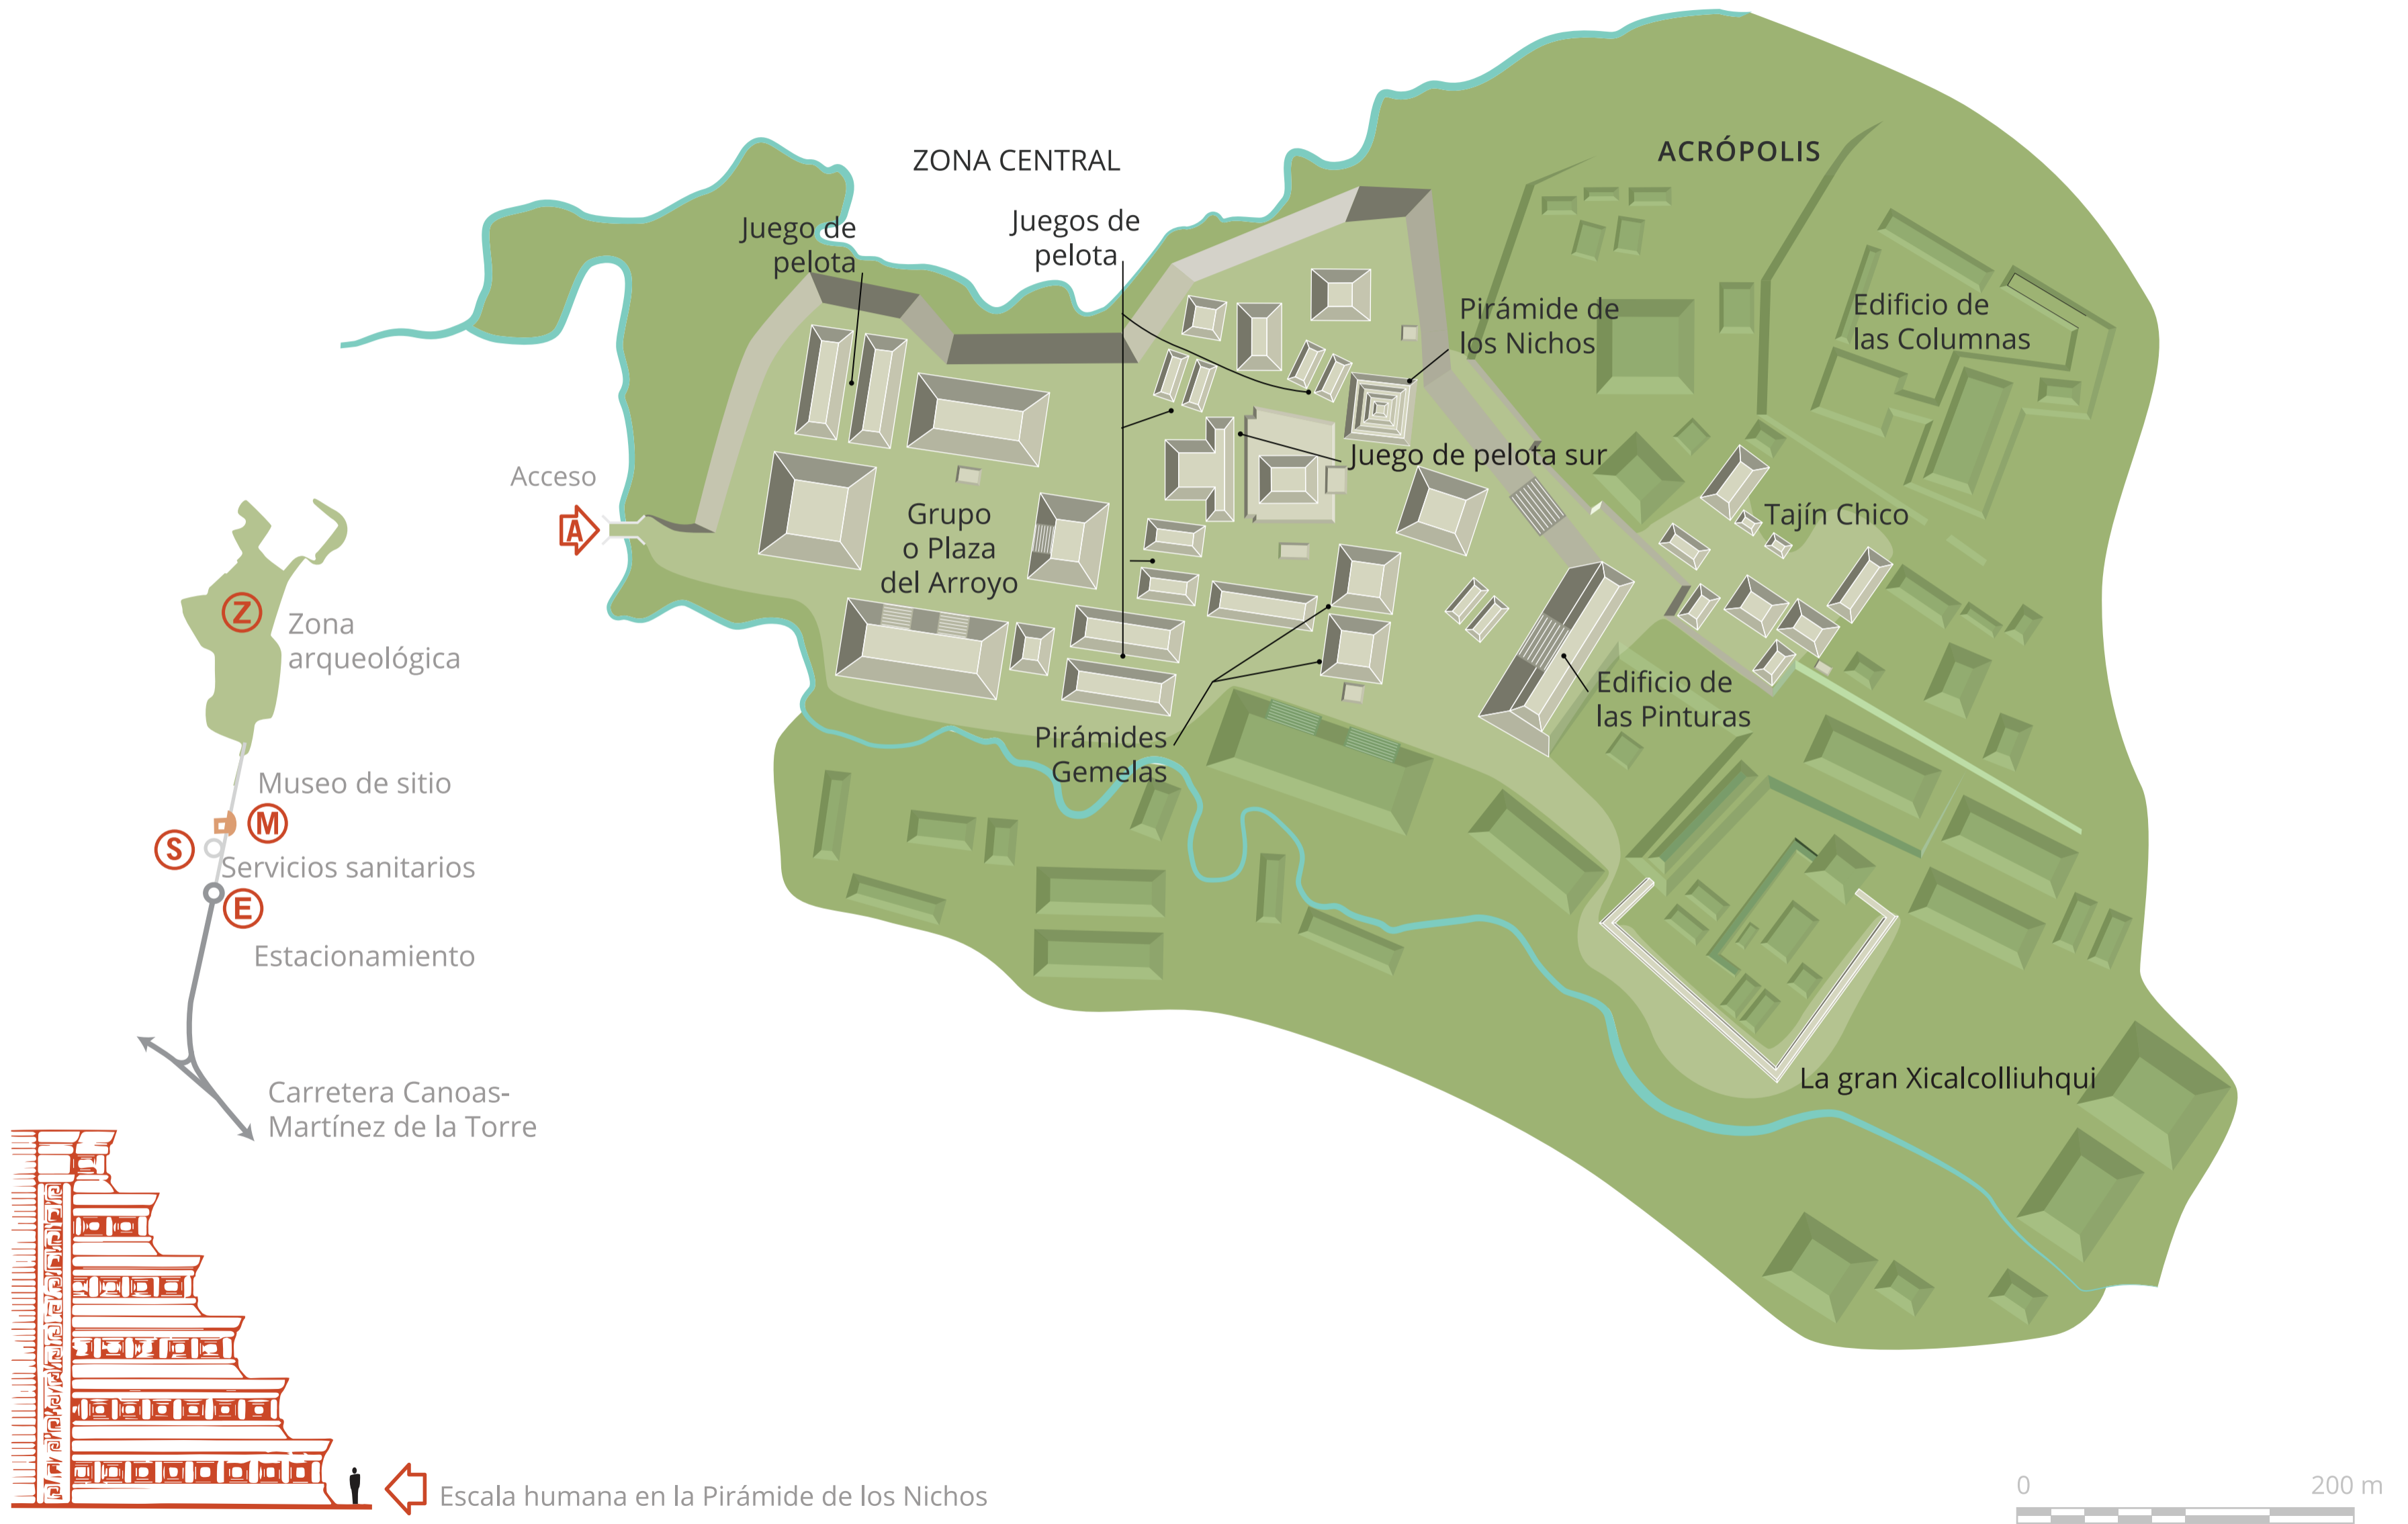 ZONA CENTRAL
ACRÓPOLIS
Juego de
pelota
Juegos de
pelota
Pirámide de
los Nichos
Edificio de
las Columnas
Juego de pelota sur
Acceso
A
Grupo
o Plaza
del Arroyo
Tajín Chico
Edificio de
las Pinturas
Pirámides
Gemelas
La gran Xicalcolliuhqui
Z
Zona
arqueológica
Museo de sitio
M
S
Servicios sanitarios
E
Estacionamiento
Carretera Canoas-
Martínez de la Torre
Escala humana en la Pirámide de los Nichos
0 200 m